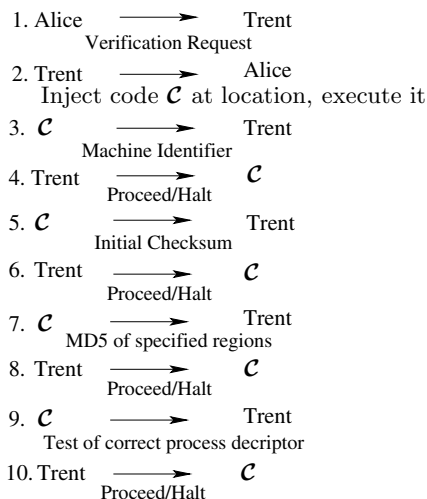 1. Alice Trent
Verification Request
2. Trent Alice
Inject code C at location, execute it
3. C Trent
Machine Identifier
4. Trent C
Proceed/Halt
5. C Trent
Initial Checksum
6. Trent C
Proceed/Halt
7. C Trent
MD5 of specified regions
8. Trent C
Proceed/Halt
9. C Trent
Test of correct process decriptor
10. Trent C
Proceed/Halt